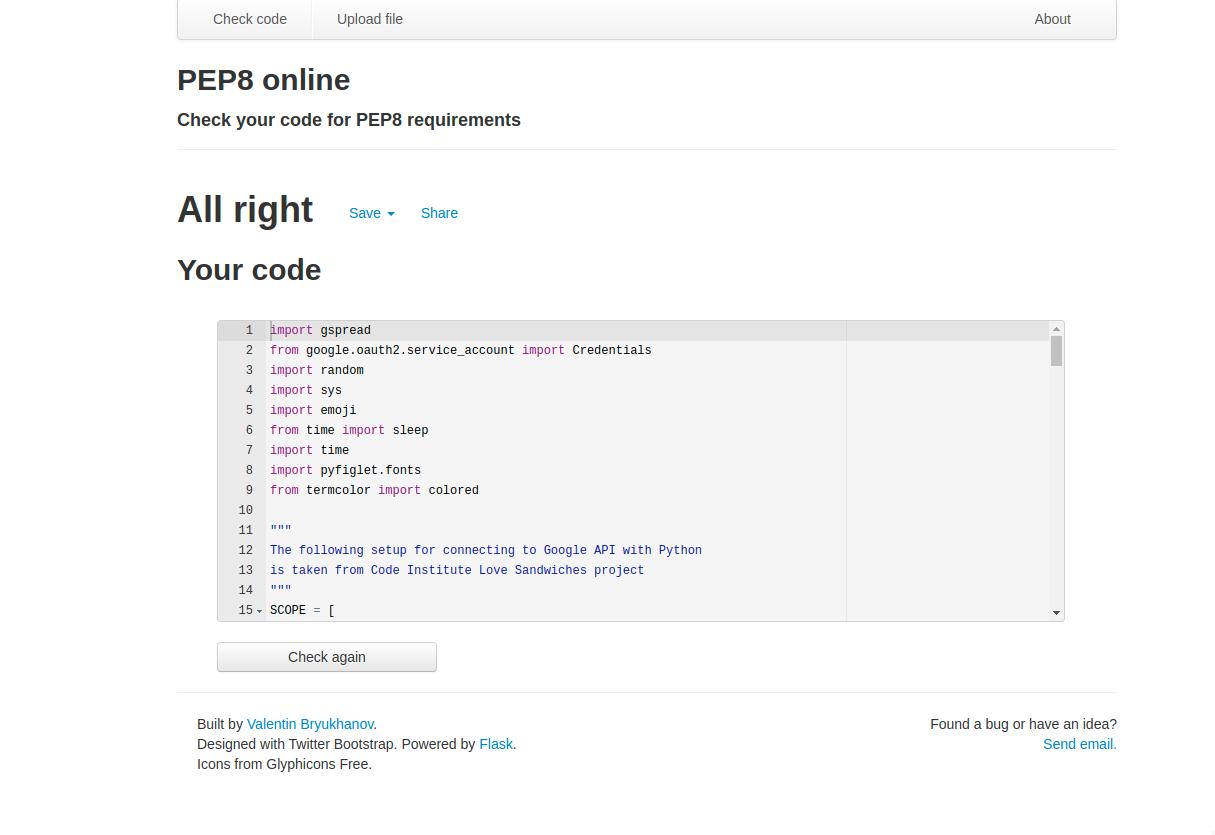 Check code Upload file About
PEP8 online
Check your code for PEP8 requirements
All right Save Share
Your code
1 import gspread
2 from google.oauth2.service_account import Credentials
3 import random
4 import sys
5 import emoji
6 from time import sleep
7 import time
8 import pyfiglet.fonts
9 from termcolor import colored
10
11 """
12 The following setup for connecting to Google API with Python
13 is taken from Code Institute Love Sandwiches project
14 """
15 SCOPE = [
Check again
Built by Valentin Bryukhanov. Found a bug or have an idea?
Designed with Twitter Bootstrap. Powered by Flask. Send email.
Icons from Glyphicons Free.